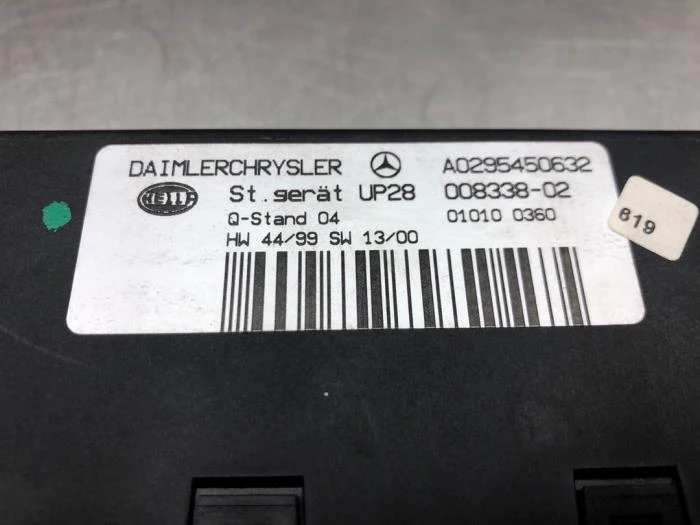 DAIMLERCHRYSLER A0295450632
HELLA St.gerät UP28 008338-02
Q-Stand 04 01010 0360
HW 44/99 SW 13/00
619